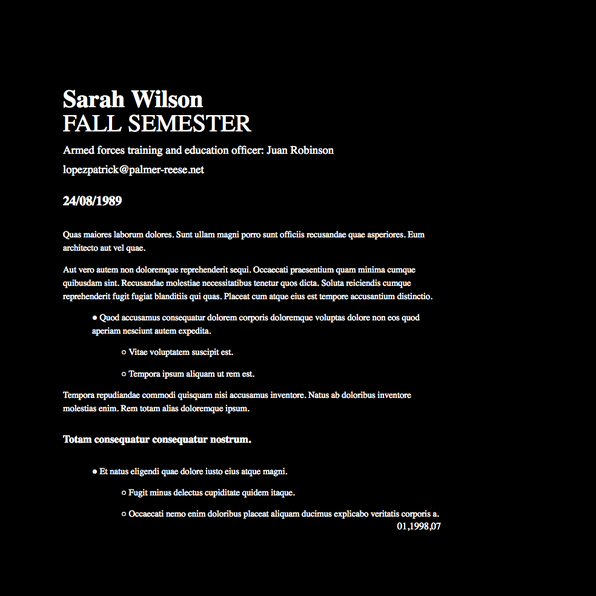 Sarah Wilson
FALL SEMESTER
Armed forces training and education officer: Juan Robinson
lopezpatrick@palmer-reese.net
24/08/1989
Quas maiores laborum dolores. Sunt ullam magni porro sunt officiis recusandae quae asperiores. Eum
architecto aut vel quae.
Aut vero autem non doloremque reprehenderit sequi. Occaecati praesentium quam minima cumque
quibusdam sint. Recusandae molestiae necessitatibus tenetur quos dicta. Soluta reiciendis cumque
reprehenderit fugit fugiat blanditiis qui quas. Placeat cum atque eius est tempore accusantium distinctio.
● Quod accusamus consequatur dolorem corporis doloremque voluptas dolore non eos quod
aperiam nesciunt autem expedita.
○ Vitae voluptatem suscipit est.
○ Tempora ipsum aliquam ut rem est.
Tempora repudiandae commodi quisquam nisi accusamus inventore. Natus ab doloribus inventore
molestias enim. Rem totam alias doloremque ipsum.
Totam consequatur consequatur nostrum.
● Et natus eligendi quae dolore iusto eius atque magni.
○ Fugit minus delectus cupiditate quidem itaque.
○ Occaecati nemo enim doloribus placeat aliquam ducimus explicabo veritatis corporis a.
01,1998,07